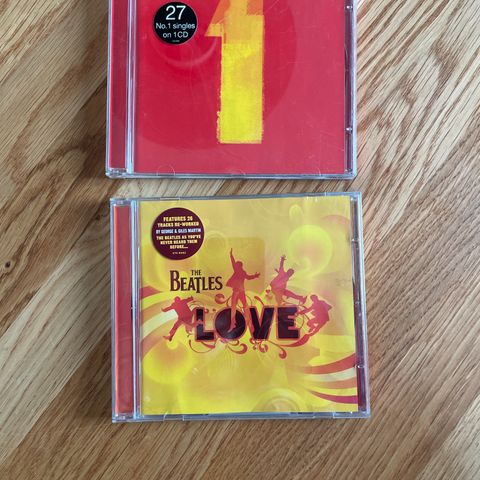 27
No.1 singles
on 1CD
1
FEATURES 26
TRACKS RE-WORKED
BY GEORGE & GILES MARTIN
THE BEATLES AS YOU'VE
NEVER HEARD THEM
BEFORE...
THE
BEATLES
LOVE